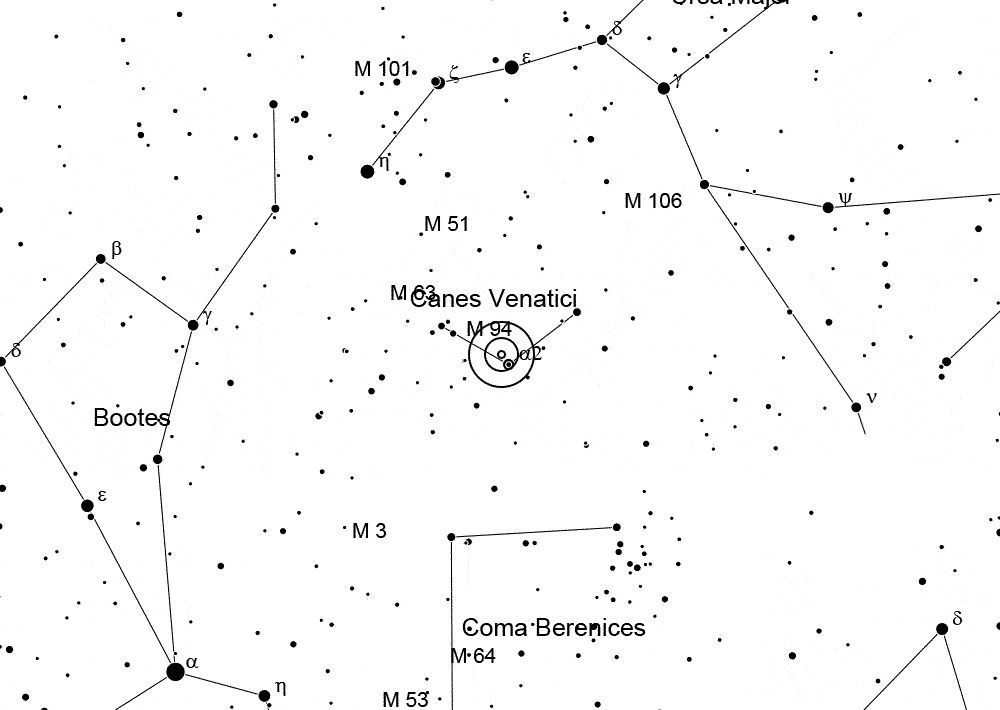 Ursa Major
δ
M 101
ζ
ε
γ
η
M 106
ψ
M 51
β
M 63
Canes Venatici
γ
M 94
δ
α2
ν
Bootes
ε
M 3
δ
Coma Berenices
M 64
α
η
M 53